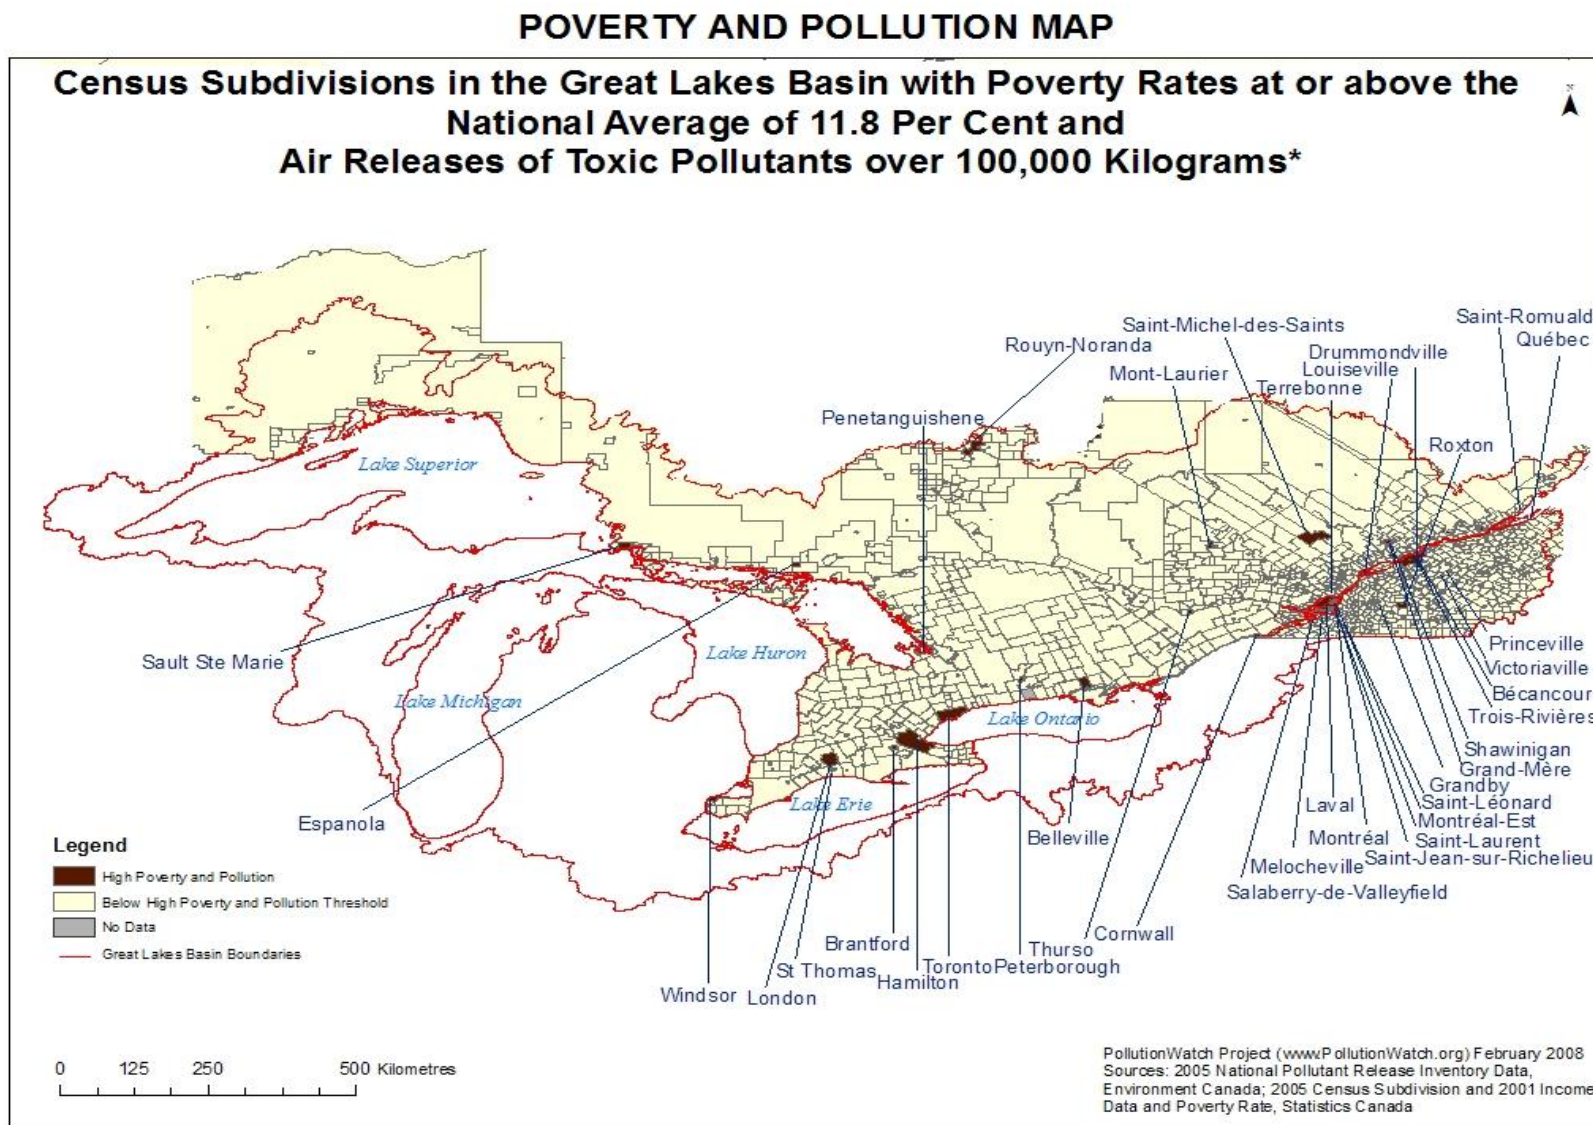 POVERTY AND POLLUTION MAP
Census Subdivisions in the Great Lakes Basin with Poverty Rates at or above the
National Average of 11.8 Per Cent and
Air Releases of Toxic Pollutants over 100,000 Kilograms*
Saint-Romuald
Québec
Saint-Michel-des-Saints
Rouyn-Noranda
Drummondville
Louiseville
Mont-Laurier
Terrebonne
Penetanguishene
Roxton
Lake Superior
Sault Ste Marie
Lake Huron
Lake Michigan
Lake Ontario
Lake Erie
Princeville
Victoriaville
Bécancour
Trois-Rivières
Shawinigan
Grand-Mère
Grandby
Saint-Léonard
Laval
Montréal-Est
Espanola
Belleville
Montréal
Saint-Laurent
Melocheville
Saint-Jean-sur-Richelieu
Salaberry-de-Valleyfield
Cornwall
Thurso
Brantford
Toronto
Peterborough
St Thomas
Hamilton
Windsor
London
Legend
High Poverty and Pollution
Below High Poverty and Pollution Threshold
No Data
Great Lakes Basin Boundaries
0 125 250 500 Kilometres
PollutionWatch Project (www.PollutionWatch.org) February 2008
Sources: 2005 National Pollutant Release Inventory Data,
Environment Canada; 2005 Census Subdivision and 2001 Income
Data and Poverty Rate, Statistics Canada